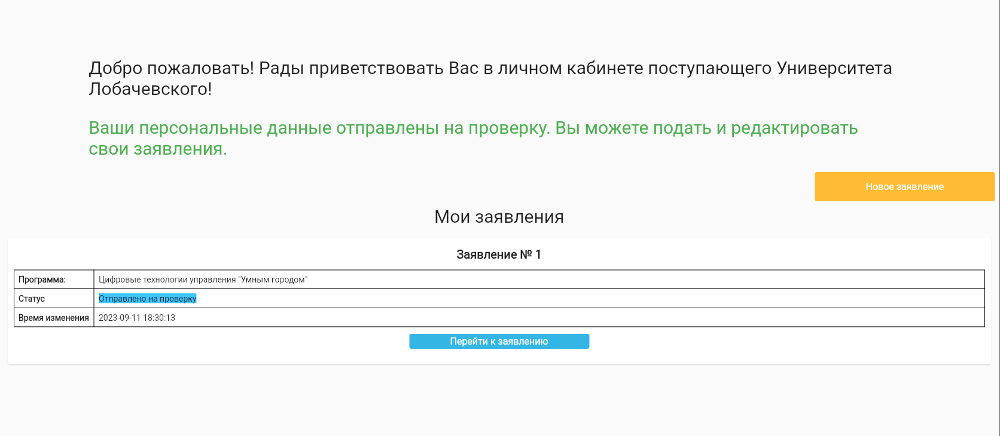 Добро пожаловать! Рады приветствовать Вас в личном кабинете поступающего Университета
Лобачевского!
Ваши персональные данные отправлены на проверку. Вы можете подать и редактировать
свои заявления.
Новое заявление
Мои заявления
Заявление № 1
Программа: Цифровые технологии управления "Умным городом"
Статус Отправлено на проверку
Время изменения 2023-09-11 18:30:13
Перейти к заявлению